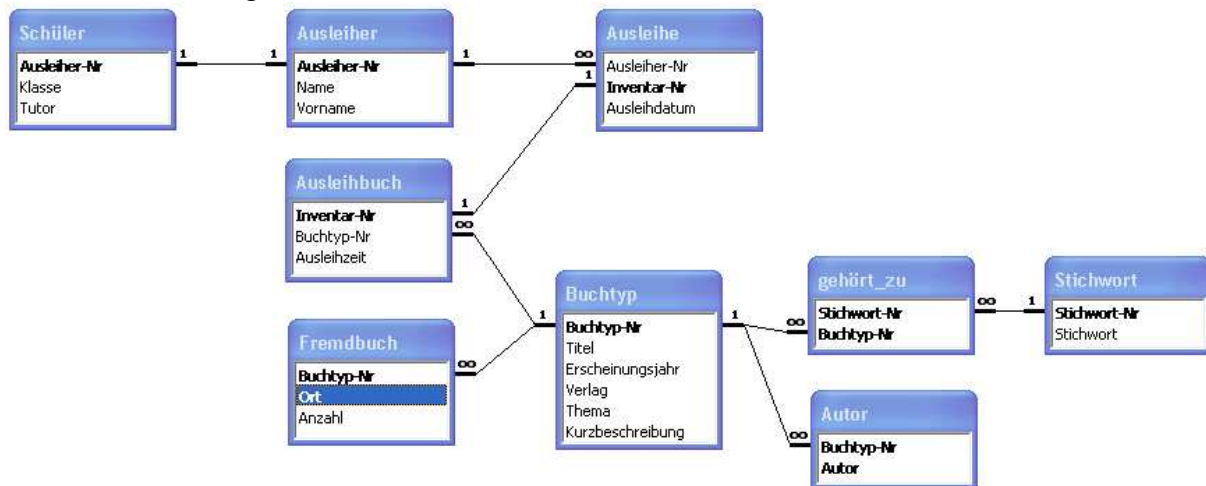 Schüler
Ausleiher-Nr
Klasse
Tutor
1
1
Ausleiher
Ausleiher-Nr
Name
Vorname
1
∞
1
Ausleihe
Ausleiher-Nr
Inventar-Nr
Ausleihdatum
Ausleihbuch
Inventar-Nr
Buchtyp-Nr
Ausleihzeit
1
∞
Fremdbuch
Buchtyp-Nr
Ort
Anzahl
∞
1
Buchtyp
Buchtyp-Nr
Titel
Erscheinungsjahr
Verlag
Thema
Kurzbeschreibung
1
∞
gehört_zu
Stichwort-Nr
Buchtyp-Nr
∞
1
Stichwort
Stichwort-Nr
Stichwort
∞
Autor
Buchtyp-Nr
Autor